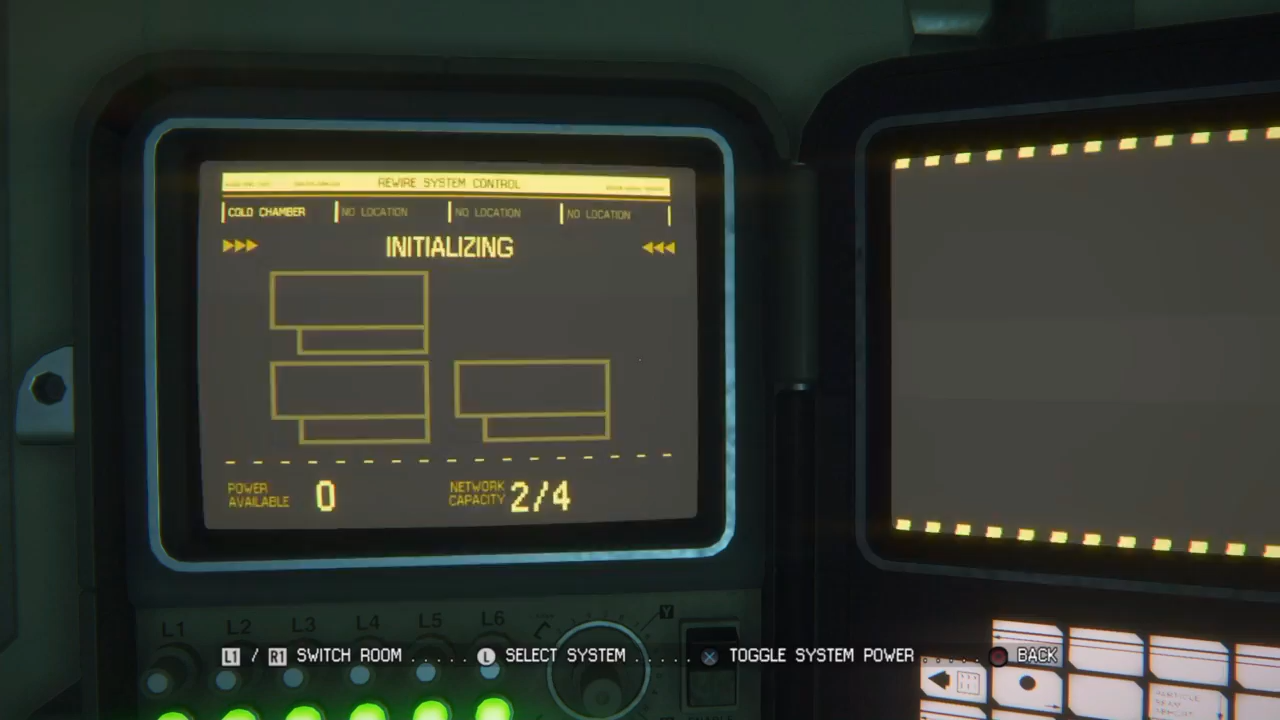 REWIRE SYSTEM CONTROL
COLD CHAMBER NO LOCATION NO LOCATION NO LOCATION
INITIALIZING
POWER AVAILABLE 0 NETWORK CAPACITY 2/4
L1 L2 L3 L4 L5 L6 Y
L1 / R1 SWITCH ROOM ..... L SELECT SYSTEM ..... TOGGLE SYSTEM POWER ..... BACK